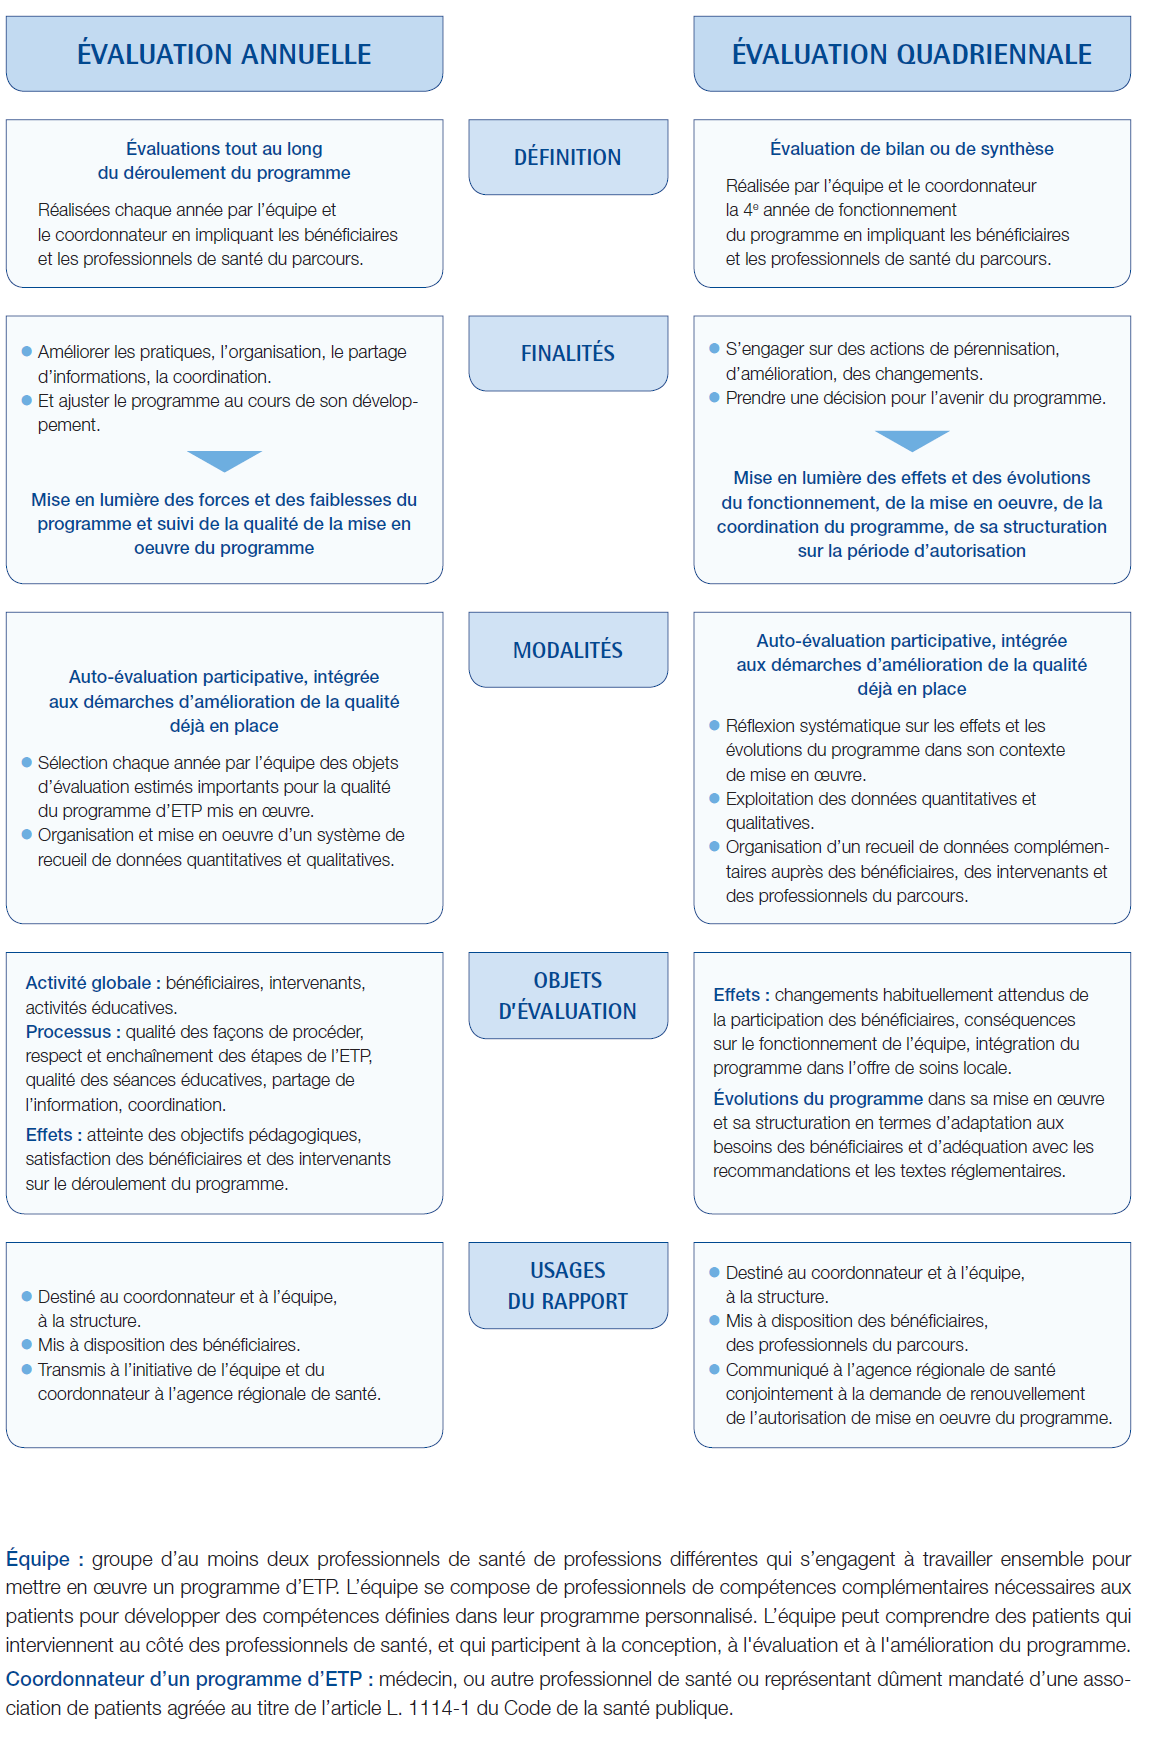 ÉVALUATION ANNUELLE
ÉVALUATION QUADRIENNALE
Évaluations tout au long
du déroulement du programme
Réalisées chaque année par l'équipe et
le coordonnateur en impliquant les bénéficiaires
et les professionnels de santé du parcours.
DÉFINITION
Évaluation de bilan ou de synthèse
Réalisée par l'équipe et le coordonnateur
la 4e année de fonctionnement
du programme en impliquant les bénéficiaires
et les professionnels de santé du parcours.
● Améliorer les pratiques, l'organisation, le partage
d'informations, la coordination.
● Et ajuster le programme au cours de son dévelop-
pement.
Mise en lumière des forces et des faiblesses du
programme et suivi de la qualité de la mise en
oeuvre du programme
FINALITÉS
● S'engager sur des actions de pérennisation,
d'amélioration, des changements.
● Prendre une décision pour l'avenir du programme.
Mise en lumière des effets et des évolutions
du fonctionnement, de la mise en oeuvre, de la
coordination du programme, de sa structuration
sur la période d'autorisation
Auto-évaluation participative, intégrée
aux démarches d'amélioration de la qualité
déjà en place
● Sélection chaque année par l'équipe des objets
d'évaluation estimés importants pour la qualité
du programme d'ETP mis en œuvre.
● Organisation et mise en oeuvre d'un système de
recueil de données quantitatives et qualitatives.
MODALITÉS
Auto-évaluation participative, intégrée
aux démarches d'amélioration de la qualité
déjà en place
● Réflexion systématique sur les effets et les
évolutions du programme dans son contexte
de mise en œuvre.
● Exploitation des données quantitatives et
qualitatives.
● Organisation d'un recueil de données complémen-
taires auprès des bénéficiaires, des intervenants et
des professionnels du parcours.
Activité globale : bénéficiaires, intervenants,
activités éducatives.
Processus : qualité des façons de procéder,
respect et enchaînement des étapes de l'ETP,
qualité des séances éducatives, partage de
l'information, coordination.
Effets : atteinte des objectifs pédagogiques,
satisfaction des bénéficiaires et des intervenants
sur le déroulement du programme.
OBJETS
D'ÉVALUATION
Effets : changements habituellement attendus de
la participation des bénéficiaires, conséquences
sur le fonctionnement de l'équipe, intégration du
programme dans l'offre de soins locale.
Évolutions du programme dans sa mise en œuvre
et sa structuration en termes d'adaptation aux
besoins des bénéficiaires et d'adéquation avec les
recommandations et les textes réglementaires.
● Destiné au coordonnateur et à l'équipe,
à la structure.
● Mis à disposition des bénéficiaires.
● Transmis à l'initiative de l'équipe et du
coordonnateur à l'agence régionale de santé.
USAGES
DU RAPPORT
● Destiné au coordonnateur et à l'équipe,
à la structure.
● Mis à disposition des bénéficiaires,
des professionnels du parcours.
● Communiqué à l'agence régionale de santé
conjointement à la demande de renouvellement
de l'autorisation de mise en oeuvre du programme.
Équipe : groupe d'au moins deux professionnels de santé de professions différentes qui s'engagent à travailler ensemble pour
mettre en œuvre un programme d'ETP. L'équipe se compose de professionnels de compétences complémentaires nécessaires aux
patients pour développer des compétences définies dans leur programme personnalisé. L'équipe peut comprendre des patients qui
interviennent au côté des professionnels de santé, et qui participent à la conception, à l'évaluation et à l'amélioration du programme.
Coordonnateur d'un programme d'ETP : médecin, ou autre professionnel de santé ou représentant dûment mandaté d'une asso-
ciation de patients agréée au titre de l'article L. 1114-1 du Code de la santé publique.